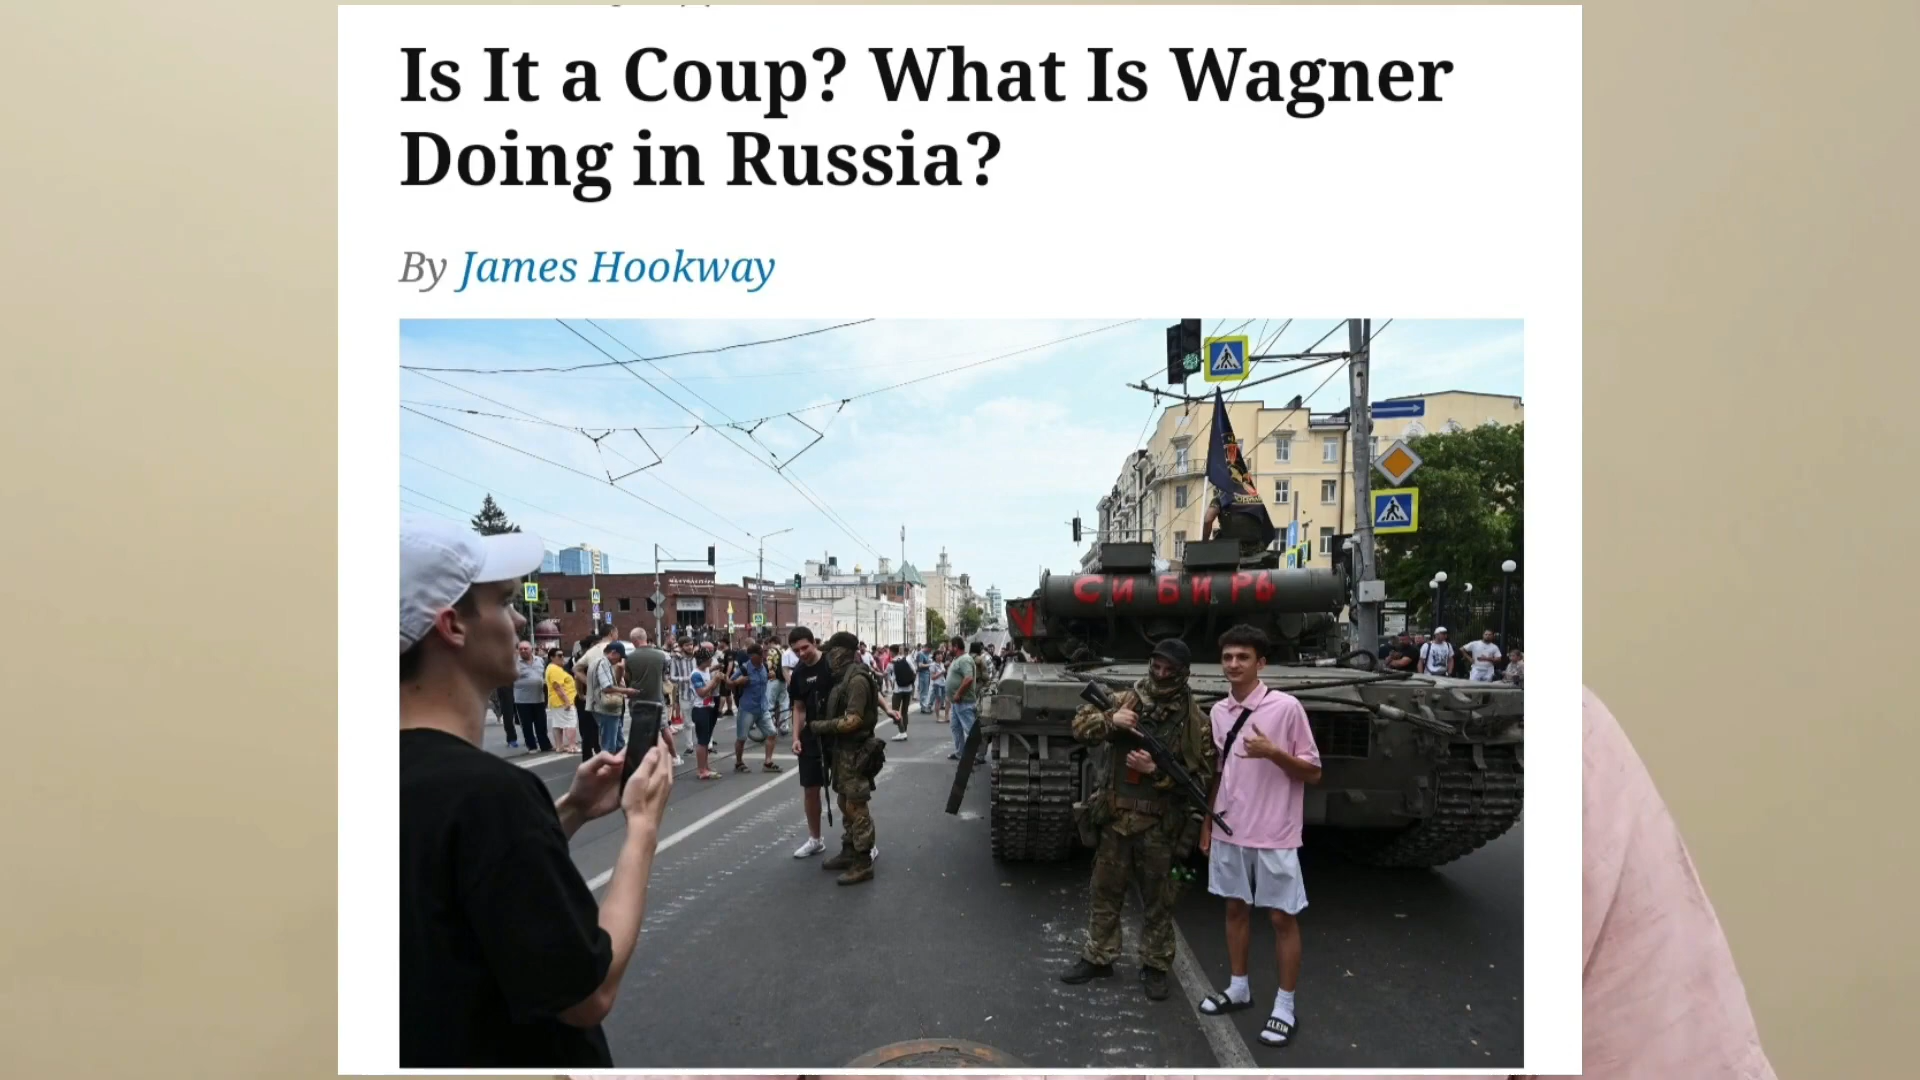 Is It a Coup? What Is Wagner
Doing in Russia?
By James Hookway
СИБИРЬ
V